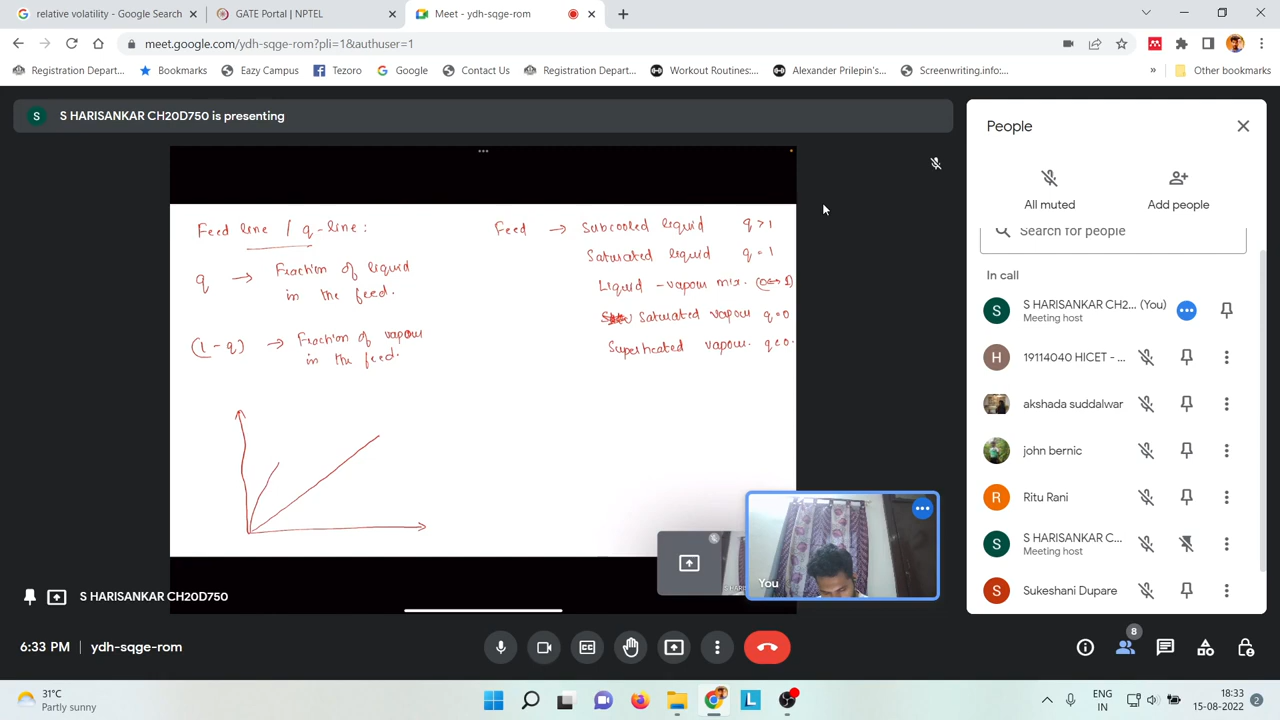 relative volatility - Google Search
GATE Portal | NPTEL
Meet - ydh-sqge-rom
meet.google.com/ydh-sqge-rom?pli=1&authuser=1
Registration Depart...
Bookmarks
Eazy Campus
Tezoro
Google
Contact Us
Registration Depart...
Workout Routines:...
Alexander Prilepin's...
Screenwriting.info:...
»
Other bookmarks
S
S HARISANKAR CH20D750 is presenting
Feed line / q-line:
q → Fraction of liquid
in the feed.
(1-q) → Fraction of vapour
in the feed.
Feed → Subcooled liquid q > 1
Saturated liquid q = 1
Liquid - vapour mix. (0↔1)
Saturated vapour q = 0
Superheated vapour. q < 0.
You
S HARISANKAR CH20D750
People
All muted
Add people
Search for people
In call
S
S HARISANKAR CH2... (You)
Meeting host
H
19114040 HICET - ...
akshada suddalwar
john bernic
R
Ritu Rani
S
S HARISANKAR C...
Meeting host
S
Sukeshani Dupare
6:33 PM
ydh-sqge-rom
8
31°C
Partly sunny
L
ENG
IN
18:33
15-08-2022
2